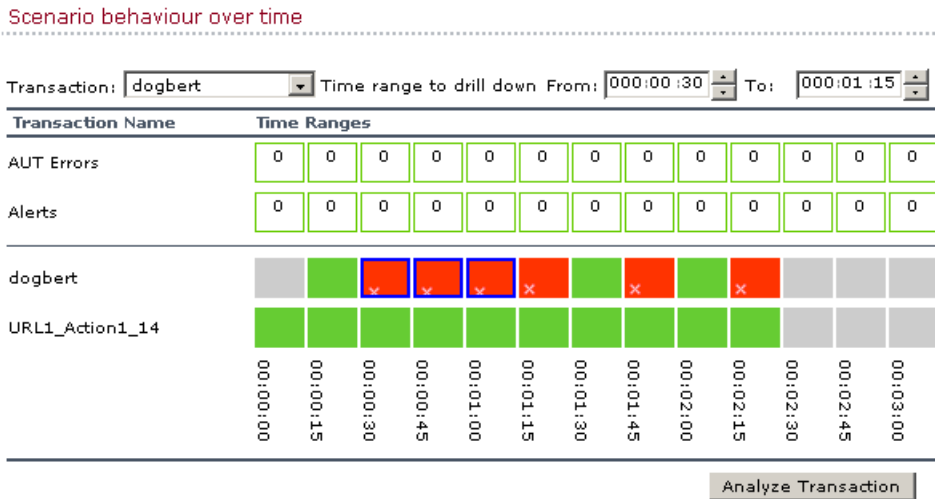 Scenario behaviour over time
Transaction: dogbert Time range to drill down From: 000:00:30 To: 000:01:15
Transaction Name Time Ranges
AUT Errors 0 0 0 0 0 0 0 0 0 0 0 0 0
Alerts 0 0 0 0 0 0 0 0 0 0 0 0 0
dogbert
URL1_Action1_14
00:00:00 00:00:15 00:00:30 00:00:45 00:01:00 00:01:15 00:01:30 00:01:45 00:02:00 00:02:15 00:02:30 00:02:45 00:03:00
Analyze Transaction